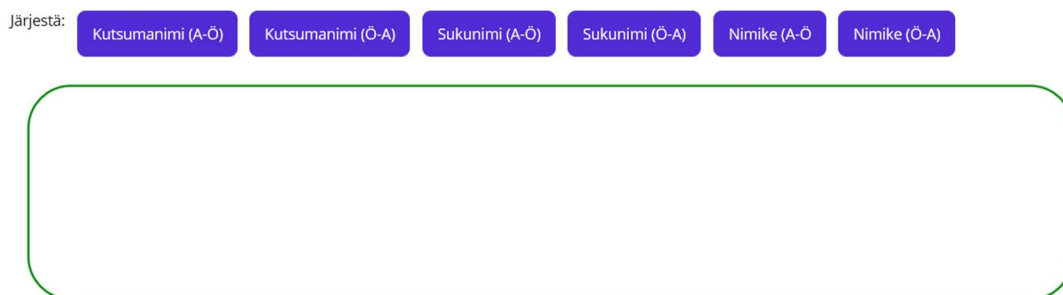 Järjestä: Kutsumanimi (A-Ö) Kutsumanimi (Ö-A) Sukunimi (A-Ö) Sukunimi (Ö-A) Nimike (A-Ö Nimike (Ö-A)